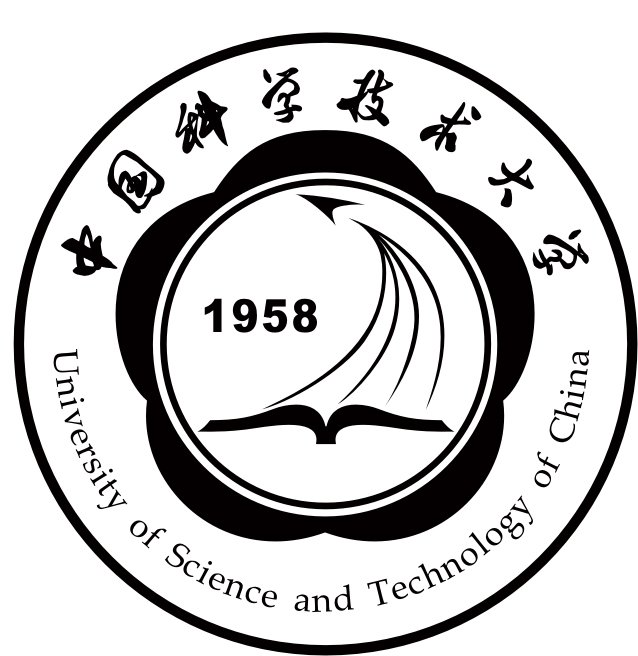 中国科学技术大学
1958
University of Science and Technology of China